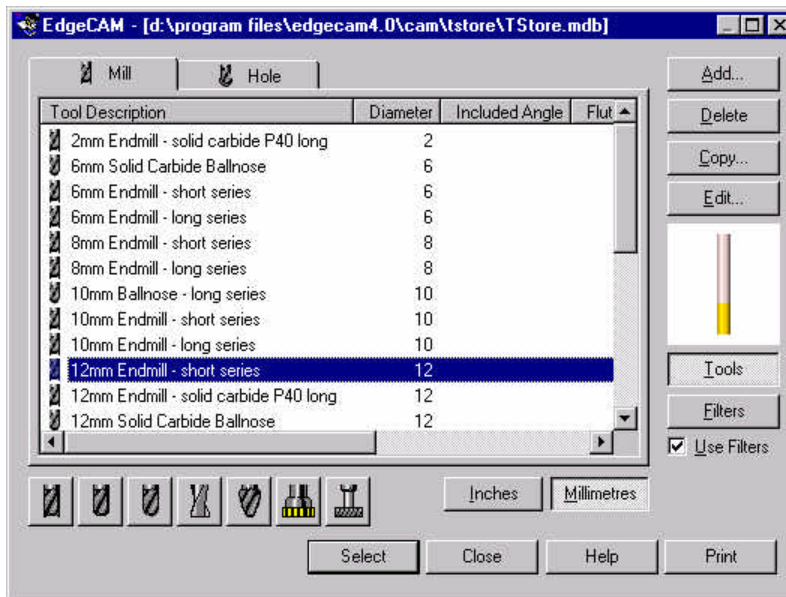 EdgeCAM - [d:\program files\edgecam4.0\cam\tstore\TStore.mdb]
Mill Hole
Tool Description Diameter Included Angle Flut
2mm Endmill - solid carbide P40 long 2
6mm Solid Carbide Ballnose 6
6mm Endmill - short series 6
6mm Endmill - long series 6
8mm Endmill - short series 8
8mm Endmill - long series 8
10mm Ballnose - long series 10
10mm Endmill - short series 10
10mm Endmill - long series 10
12mm Endmill - short series 12
12mm Endmill - solid carbide P40 long 12
12mm Solid Carbide Ballnose 12
Add...
Delete
Copy...
Edit...
Tools
Filters
Use Filters
Inches Millimetres
Select Close Help Print